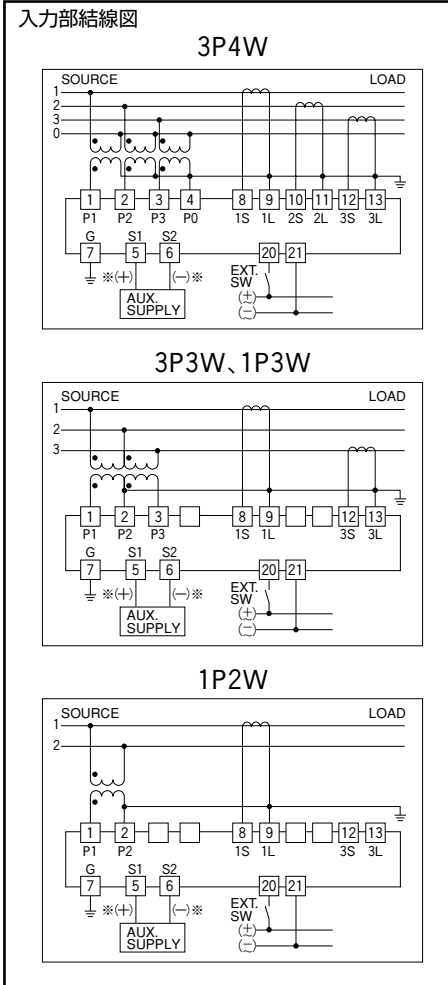 入力部結線図
3P4W
SOURCE LOAD
1
2
3
0
1 2 3 4 8 9 10 11 12 13
P1 P2 P3 P0 1S 1L 2S 2L 3S 3L
G S1 S2
7 5 6 20 21
※(+) (−)※ EXT. SW
AUX. SUPPLY
(±)
(~)
3P3W、1P3W
SOURCE LOAD
1
2
3
1 2 3 8 9 12 13
P1 P2 P3 1S 1L 3S 3L
G S1 S2
7 5 6 20 21
※(+) (−)※ EXT. SW
AUX. SUPPLY
(±)
(~)
1P2W
SOURCE LOAD
1
2
1 2 8 9 12 13
P1 P2 1S 1L 3S 3L
G S1 S2
7 5 6 20 21
※(+) (−)※ EXT. SW
AUX. SUPPLY
(±)
(~)